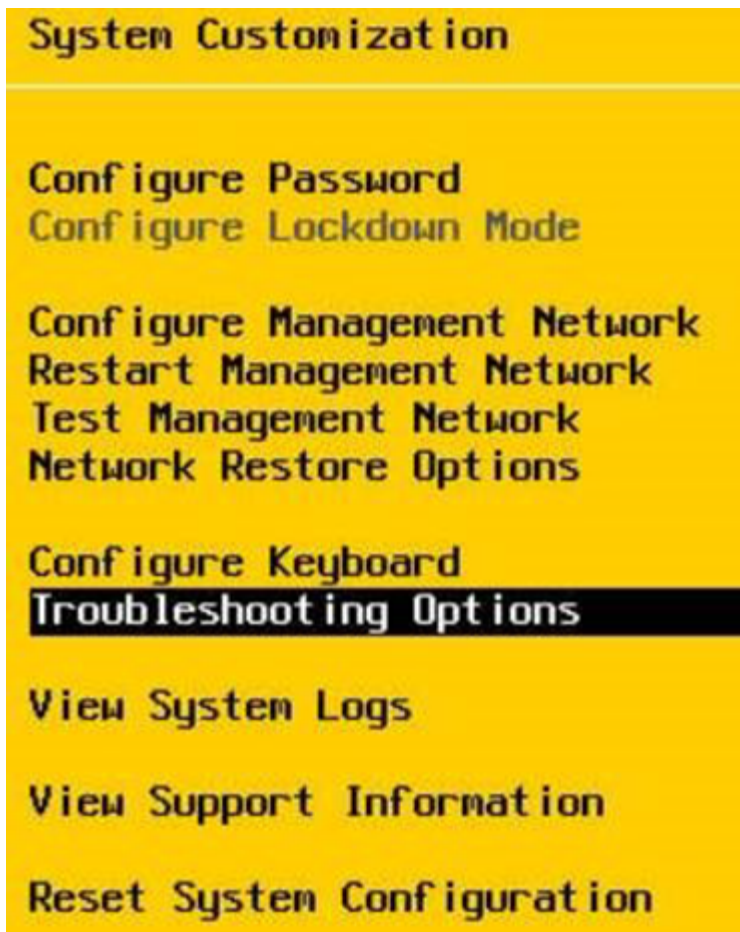 System Customization
Configure Password
Configure Lockdown Mode
Configure Management Network
Restart Management Network
Test Management Network
Network Restore Options
Configure Keyboard
Troubleshooting Options
View System Logs
View Support Information
Reset System Configuration